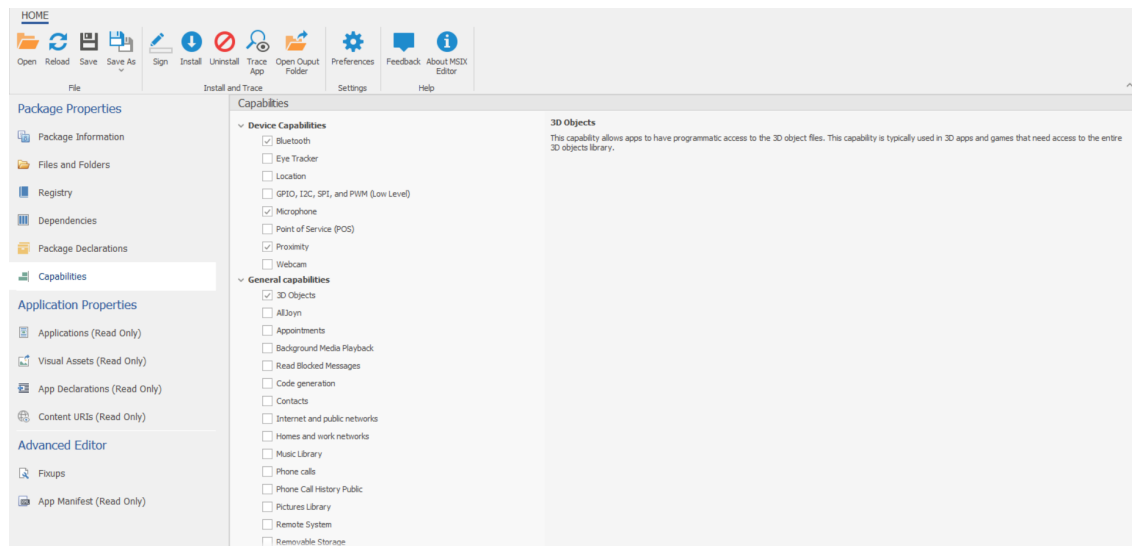 HOME
Open Reload Save Save As Sign Install Uninstall Trace App Open Ouput Folder Preferences Feedback About MSIX Editor
File Install and Trace Settings Help
Package Properties
Package Information
Files and Folders
Registry
Dependencies
Package Declarations
Capabilities
Application Properties
Applications (Read Only)
Visual Assets (Read Only)
App Declarations (Read Only)
Content URIs (Read Only)
Advanced Editor
Fixups
App Manifest (Read Only)
Capabilities
Device Capabilities
Bluetooth
Eye Tracker
Location
GPIO, I2C, SPI, and PWM (Low Level)
Microphone
Point of Service (POS)
Proximity
Webcam
General capabilities
3D Objects
AllJoyn
Appointments
Background Media Playback
Read Blocked Messages
Code generation
Contacts
Internet and public networks
Homes and work networks
Music Library
Phone calls
Phone Call History Public
Pictures Library
Remote System
Removable Storage
3D Objects
This capability allows apps to have programmatic access to the 3D object files. This capability is typically used in 3D apps and games that need access to the entire
3D objects library.